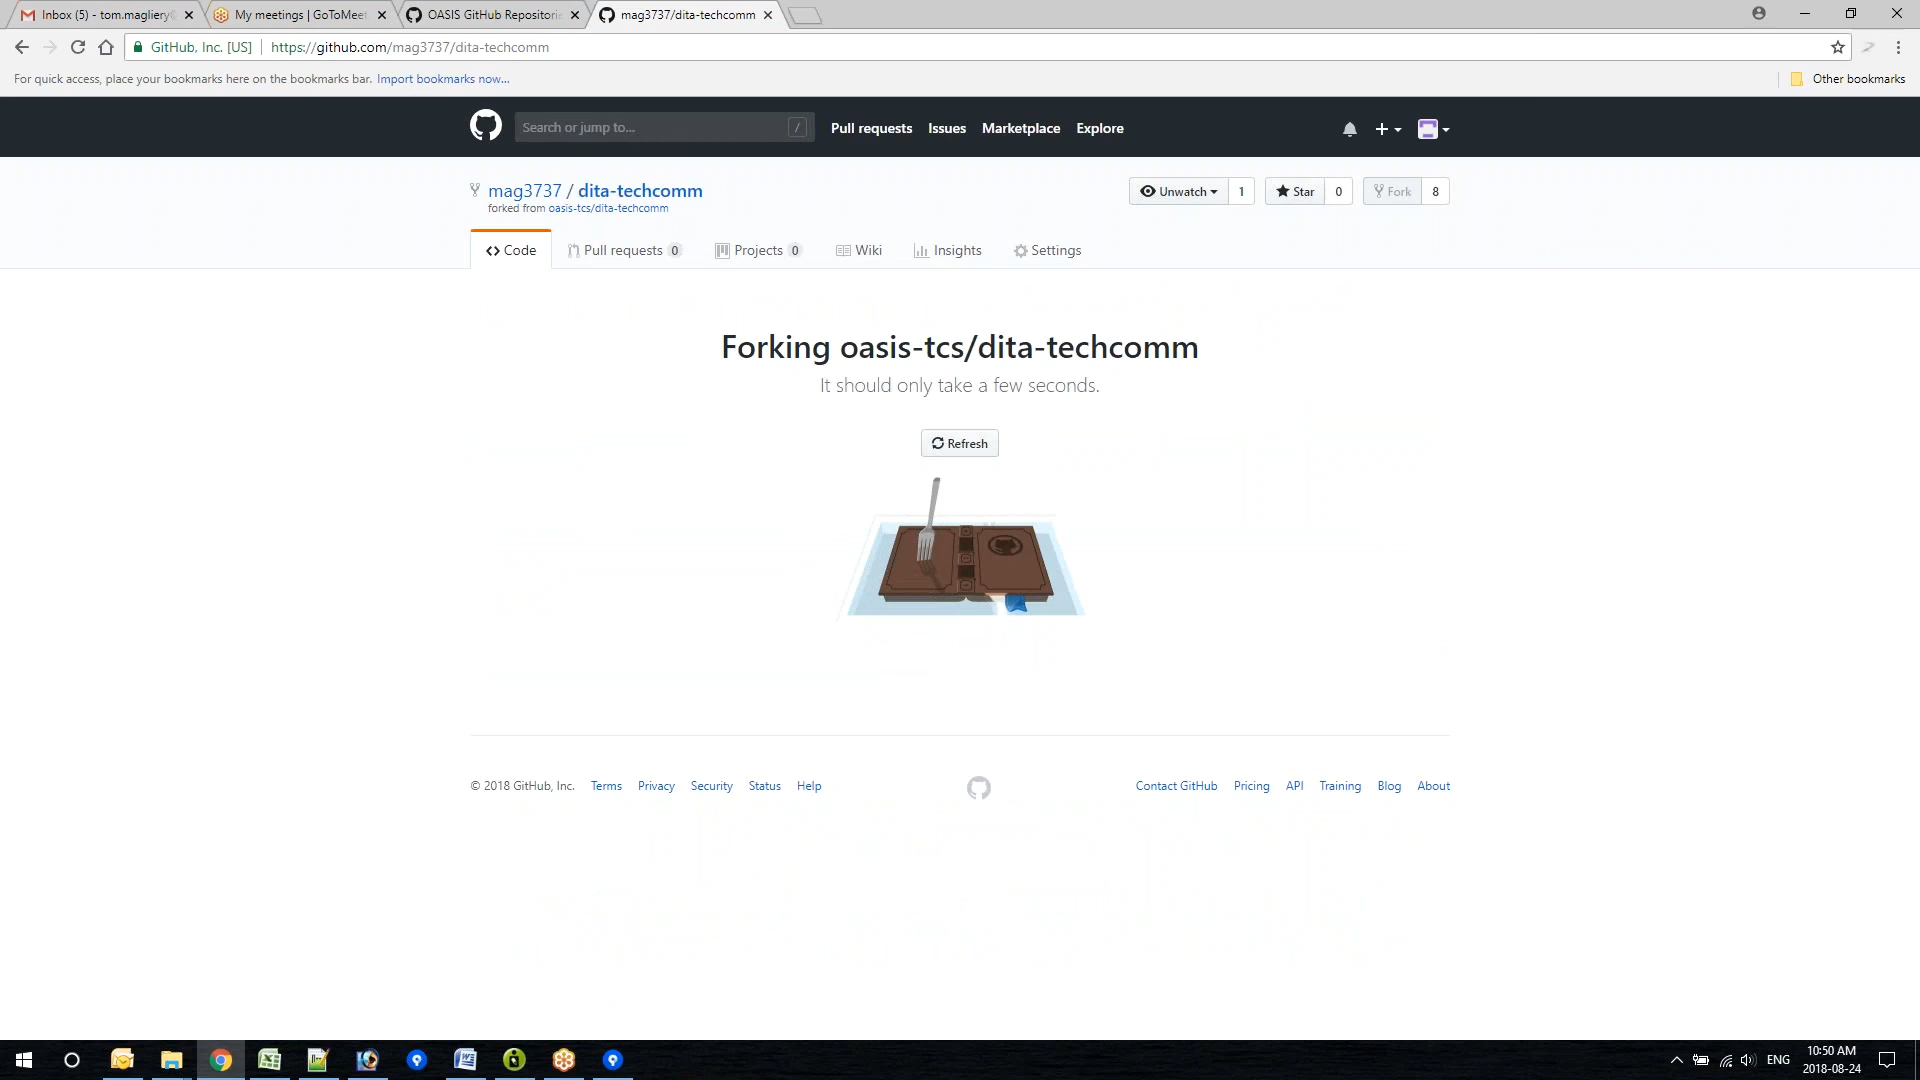 Inbox (5) - tom.magliery@
My meetings | GoToMeet
OASIS GitHub Repositorie
mag3737/dita-techcomm
GitHub, Inc. [US]
https://github.com/mag3737/dita-techcomm
For quick access, place your bookmarks here on the bookmarks bar. Import bookmarks now...
Other bookmarks
Search or jump to...
/
Pull requests
Issues
Marketplace
Explore
mag3737 / dita-techcomm
forked from oasis-tcs/dita-techcomm
Unwatch 1
Star 0
Fork 8
Code
Pull requests 0
Projects 0
Wiki
Insights
Settings
Forking oasis-tcs/dita-techcomm
It should only take a few seconds.
Refresh
© 2018 GitHub, Inc. Terms Privacy Security Status Help
Contact GitHub Pricing API Training Blog About
ENG
10:50 AM
2018-08-24